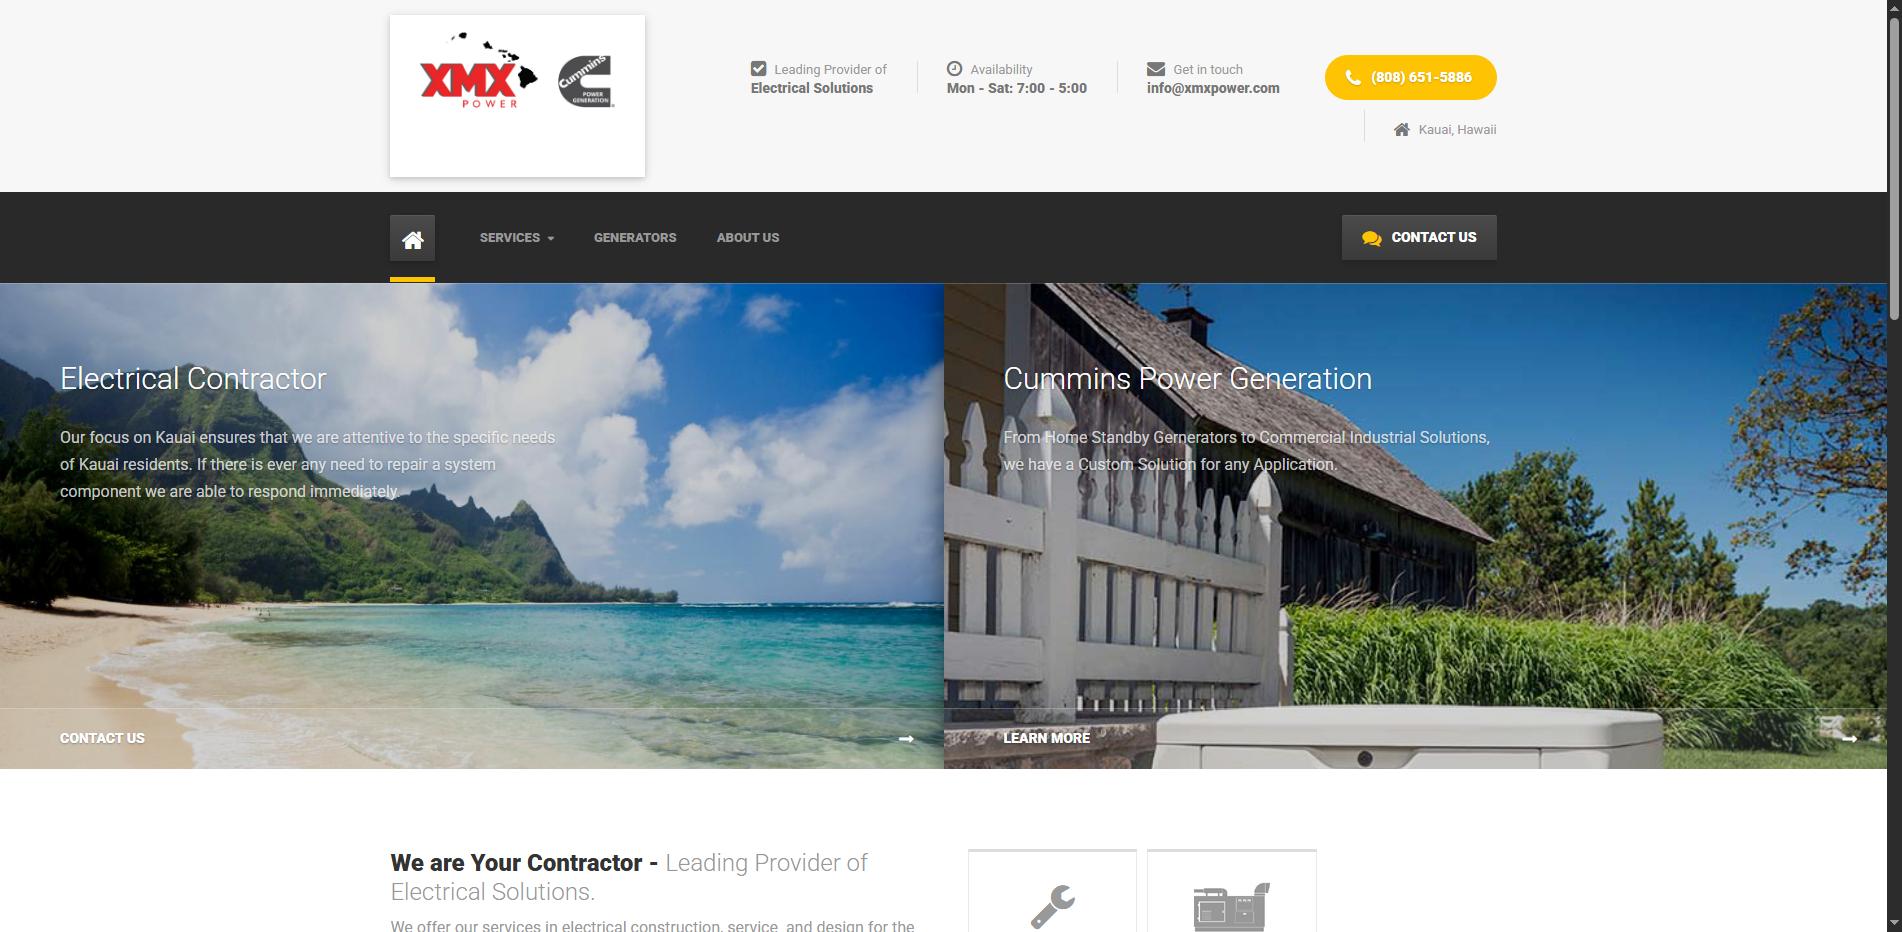 XMX
POWER
Cummins
POWER
GENERATION
Leading Provider of
Electrical Solutions
Availability
Mon - Sat: 7:00 - 5:00
Get in touch
info@xmxpower.com
(808) 651-5886
Kauai, Hawaii
SERVICES
GENERATORS
ABOUT US
CONTACT US
Electrical Contractor
Our focus on Kauai ensures that we are attentive to the specific needs
of Kauai residents. If there is ever any need to repair a system
component we are able to respond immediately.
CONTACT US
Cummins Power Generation
From Home Standby Gernerators to Commercial Industrial Solutions,
we have a Custom Solution for any Application.
LEARN MORE
We are Your Contractor - Leading Provider of
Electrical Solutions.
We offer our services in electrical construction, service, and design for the